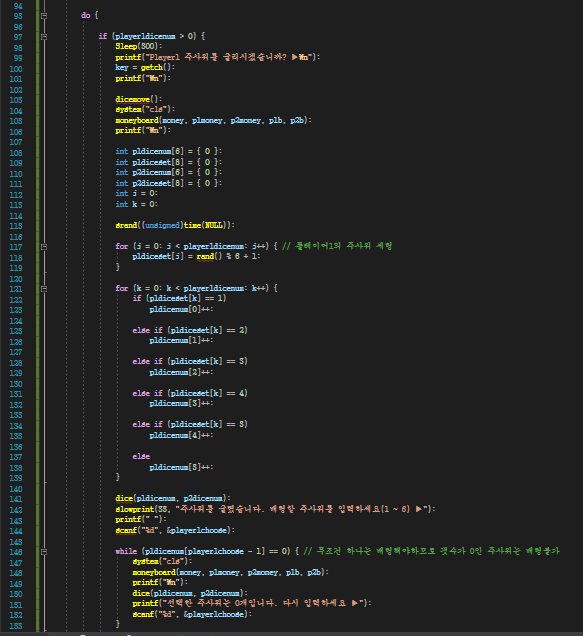 94
95 do {
96
97 if (player1dicenum > 0) {
98 Sleep(500);
99 printf("Player1 주사위를 굴리시겠습니까? ▶₩n");
100 key = getch();
101 printf("₩n");
102
103 dicemove();
104 system("cls");
105 moneyboard(money, p1money, p2money, p1b, p2b);
106 printf("₩n");
107
108 int p1dicenum[6] = { 0 };
109 int p1diceset[8] = { 0 };
110 int p2dicenum[6] = { 0 };
111 int p2diceset[8] = { 0 };
112 int i = 0;
113 int k = 0;
114
115 srand((unsigned)time(NULL));
116
117 for (i = 0; i < player1dicenum; i++) { // 플레이어1의 주사위 세팅
118 p1diceset[i] = rand() % 6 + 1;
119 }
120
121 for (k = 0; k < player1dicenum; k++) {
122 if (p1diceset[k] == 1)
123 p1dicenum[0]++;
124
125 else if (p1diceset[k] == 2)
126 p1dicenum[1]++;
127
128 else if (p1diceset[k] == 3)
129 p1dicenum[2]++;
130
131 else if (p1diceset[k] == 4)
132 p1dicenum[3]++;
133
134 else if (p1diceset[k] == 5)
135 p1dicenum[4]++;
136
137 else
138 p1dicenum[5]++;
139 }
140
141 dice(p1dicenum, p2dicenum);
142 slowprint(35, "주사위를 굴렸습니다. 배팅할 주사위를 입력하세요(1 ~ 6) ▶");
143 printf(" ");
144 scanf("%d", &player1choose);
145
146 while (p1dicenum[player1choose - 1] == 0) { // 무조건 하나는 배팅해야하므로 갯수가 0인 주사위는 배팅불가
147 system("cls");
148 moneyboard(money, p1money, p2money, p1b, p2b);
149 printf("₩n");
150 dice(p1dicenum, p2dicenum);
151 printf("선택한 주사위는 0개입니다. 다시 입력하세요 ▶");
152 scanf("%d", &player1choose);
153 }